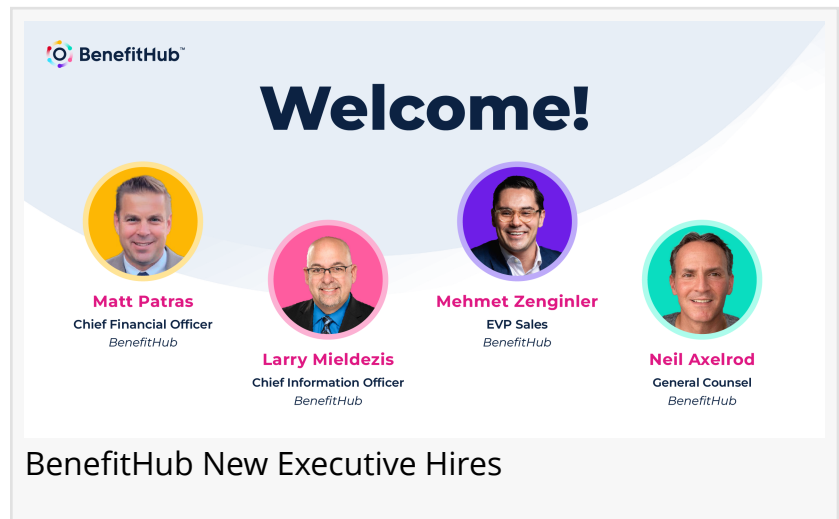 BenefitHub™
Welcome!
Matt Patras
Chief Financial Officer
BenefitHub
Larry Mieldezis
Chief Information Officer
BenefitHub
Mehmet Zenginler
EVP Sales
BenefitHub
Neil Axelrod
General Counsel
BenefitHub
BenefitHub New Executive Hires